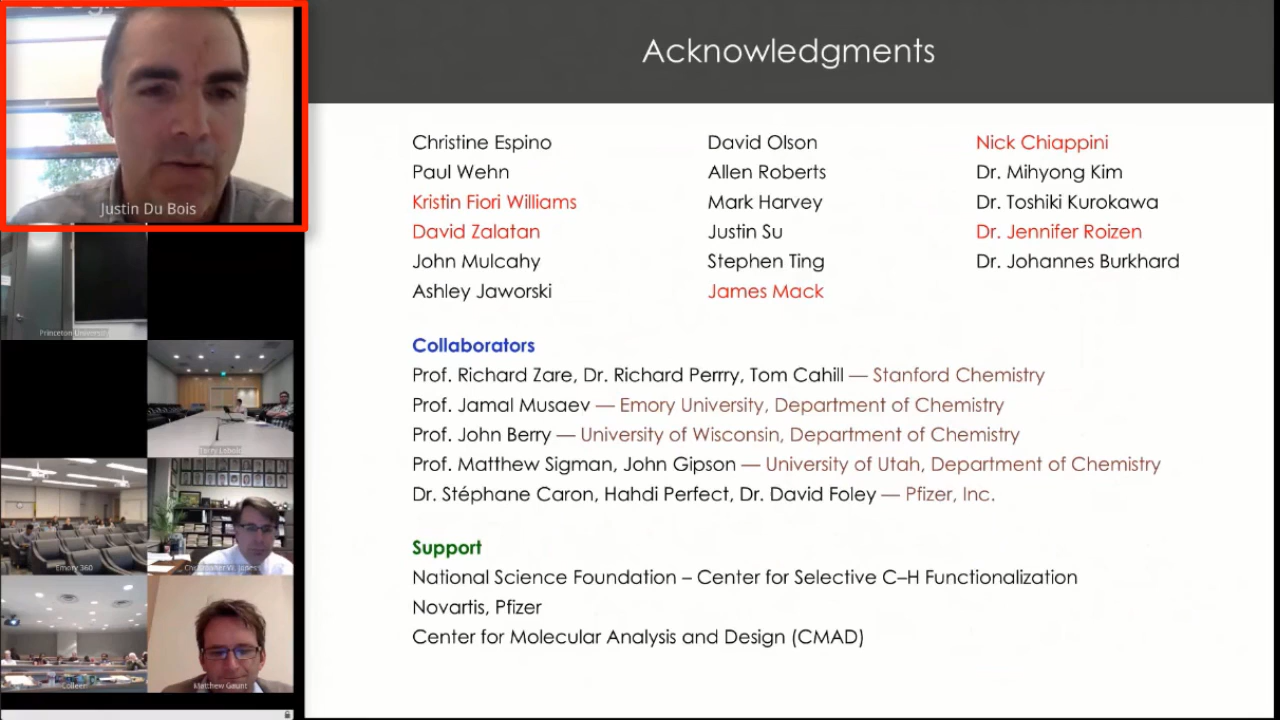 Justin Du Bois
Princeton University
Emory 360
Christopher W. Jones
Colleen
Matthew Gaunt
Acknowledgments
Christine Espino
Paul Wehn
Kristin Fiori Williams
David Zalatan
John Mulcahy
Ashley Jaworski
David Olson
Allen Roberts
Mark Harvey
Justin Su
Stephen Ting
James Mack
Nick Chiappini
Dr. Mihyong Kim
Dr. Toshiki Kurokawa
Dr. Jennifer Roizen
Dr. Johannes Burkhard
Collaborators
Prof. Richard Zare, Dr. Richard Perrry, Tom Cahill — Stanford Chemistry
Prof. Jamal Musaev — Emory University, Department of Chemistry
Prof. John Berry — University of Wisconsin, Department of Chemistry
Prof. Matthew Sigman, John Gipson — University of Utah, Department of Chemistry
Dr. Stéphane Caron, Hahdi Perfect, Dr. David Foley — Pfizer, Inc.
Support
National Science Foundation – Center for Selective C–H Functionalization
Novartis, Pfizer
Center for Molecular Analysis and Design (CMAD)